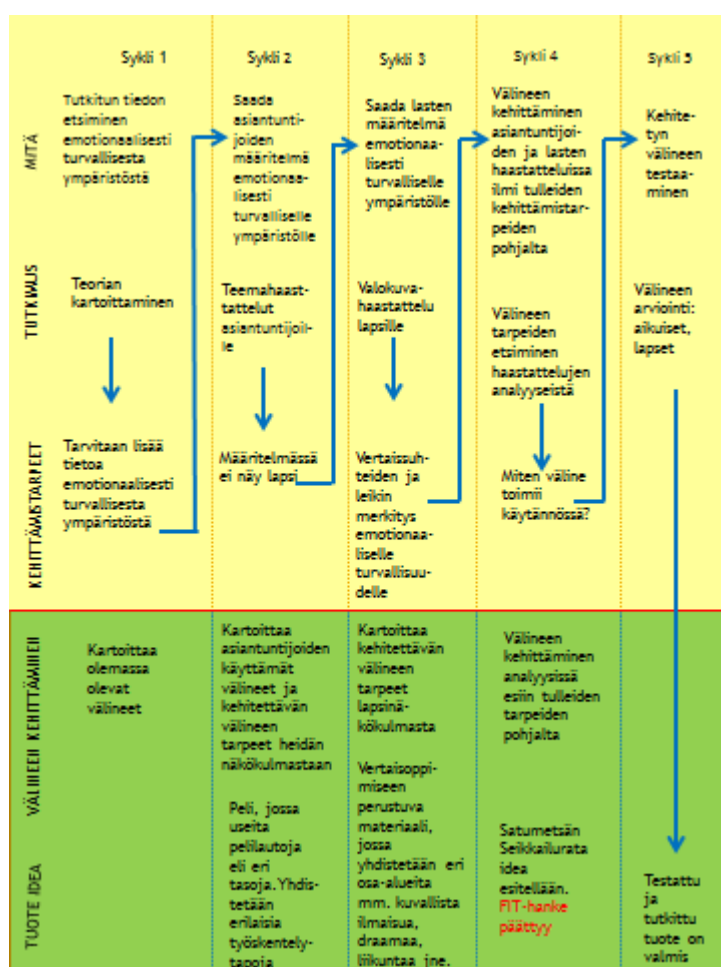 Sykli 1
Sykli 2
Sykli 3
Sykli 4
Sykli 5
MITÄ
Tutkitun tiedon
etsiminen
emotionaalisesti
turvallisesta
ympäristöstä
Saada
asiantunti-
joiden
määritelmä
emotionaa-
lisesti
turvalliselle
ympäristölle
Saada lasten
määritelmä
emotionaa-
lisesti
turvalliselle
ympäristölle
Välineen
kehittäminen
asiantuntijoi-
den ja lasten
haastatteluissa
ilmi tulleiden
kehittämistar-
peiden
pohjalta
Kehite-
tyn
välineen
testaa-
minen
TUTKIMUS
Teorian
kartoittaminen
Teemahaast-
tattelut
asiantuntijoil-
le
Valokuva-
haastattelu
lapsille
Välineen
tarpeiden
etsiminen
haastattelujen
analyyseistä
Välineen
arviointi:
aikuiset,
lapset
KEHITTÄMISTARPEET
Tarvitaan lisää
tietoa
emotionaalisesti
turvallisesta
ympäristöstä
Määritelmässä
ei näy lapsi
Vertaissuh-
teiden ja
leikin
merkitys
emotionaa-
liselle
turvallisuu-
delle
Miten väline
toimii
käytännössä?
VÄLINEEN KEHITTÄMINEN
Kartoittaa
olemassa
olevat
välineet
Kartoittaa
asiantuntijoiden
käyttämät
välineet ja
kehitettävän
välineen
tarpeet heidän
näkökulmastaan
Kartoittaa
kehitettävän
välineen
tarpeet
lapsinä-
kökulmasta
Välineen
kehittäminen
analyysissä
esiin tulleiden
tarpeiden
pohjalta
TUOTE IDEA
Peli, jossa
useita
pelilautoja
eli eri
tasoja.Yhdis-
tetään
erilaisia
työskentely-
tapoja
Vertaisoppi-
miseen
perustuva
materiaali,
jossa
yhdistetään eri
osa-alueita
mm. kuvallista
ilmaisua,
draamaa,
liikuntaa jne.
Satumetsän
Seikkailurata
idea
esitellään.
FIT-hanke
päättyy
Testattu
ja
tutkittu
tuote on
valmis